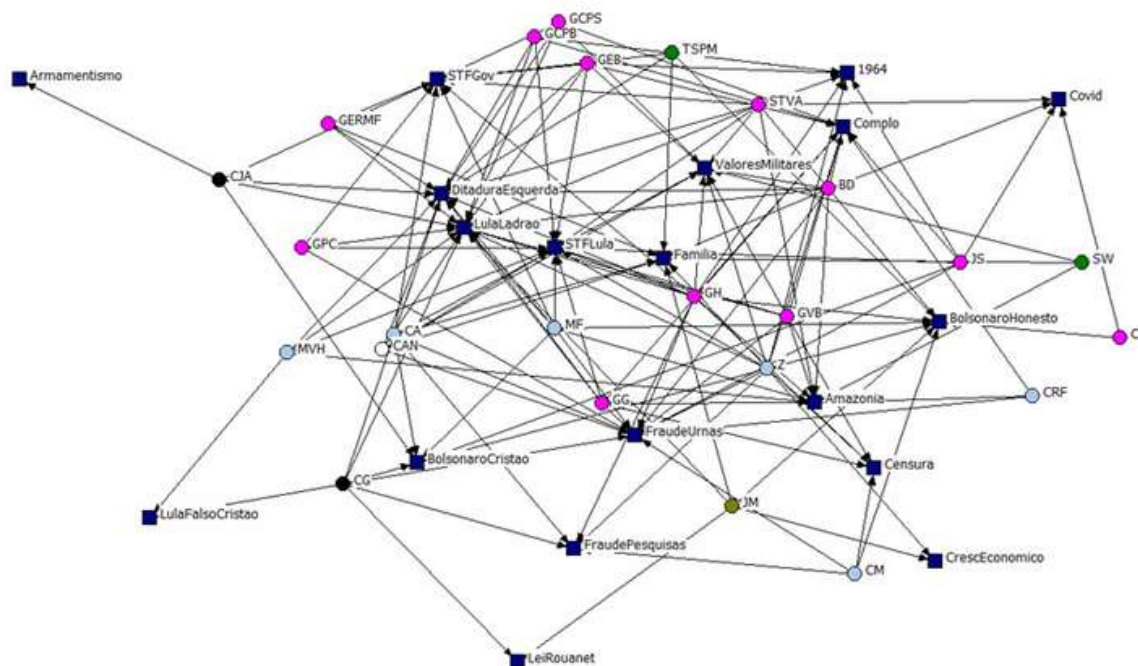 GCPS
GCPB
TSPM
GEB
1964
Armamentismo
STFGov
Covid
STVA
GERMF
Complo
ValoresMilitares
CJA
BD
DitaduraEsquerda
LulaLadrao
GPC
STFLula
Familia
JS
SW
GH
GVB
BolsonaroHonesto
CA
MF
CAN
MVH
Z
CRF
GG
Amazonia
FraudeUrnas
BolsonaroCristao
Censura
CG
JM
LulaFalsoCristao
FraudePesquisas
CrescEconomico
CM
LeiRouanet